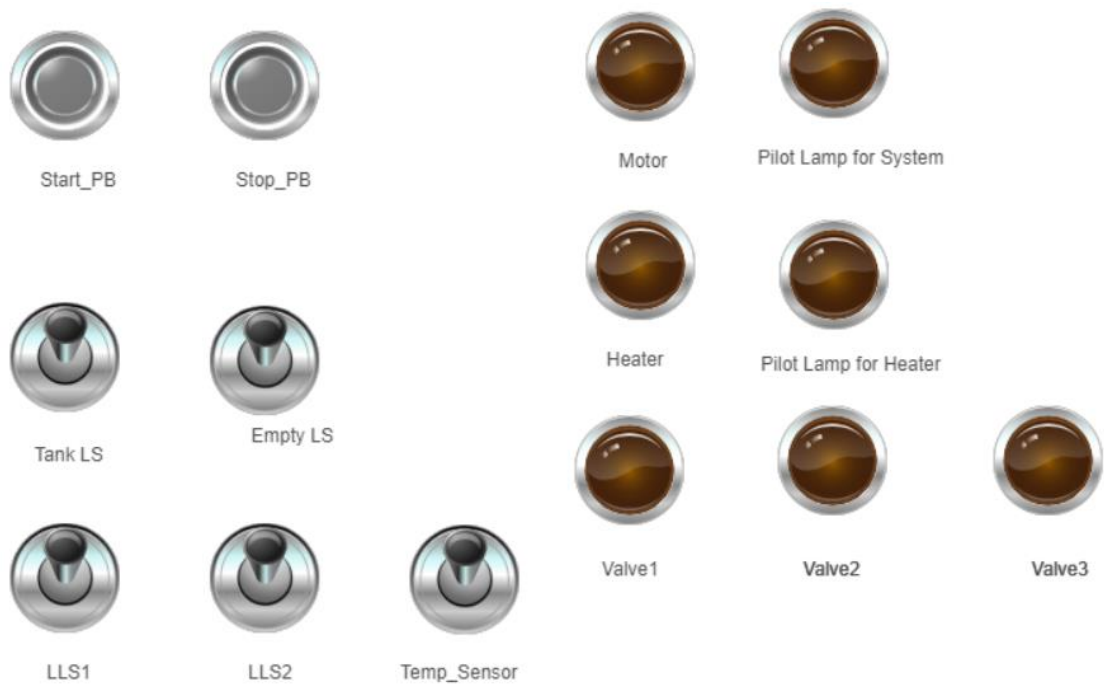 Motor
Pilot Lamp for System
Start_PB
Stop_PB
Heater
Pilot Lamp for Heater
Tank LS
Empty LS
Valve1
Valve2
Valve3
LLS1
LLS2
Temp_Sensor